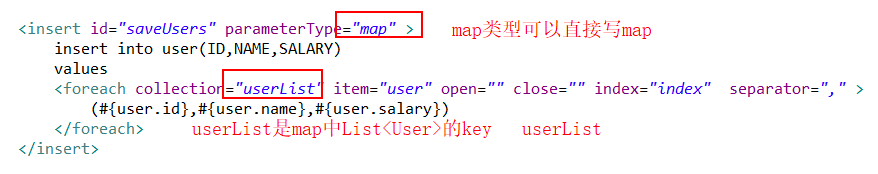 <insert id="saveUsers" parameterType="map" > map类型可以直接写map
insert into user(ID,NAME,SALARY)
values
<foreach collection="userList" item="user" open="" close="" index="index" separator="," >
(#{user.id},#{user.name},#{user.salary})
</foreach> userList是map中List<User>的key userList
</insert>